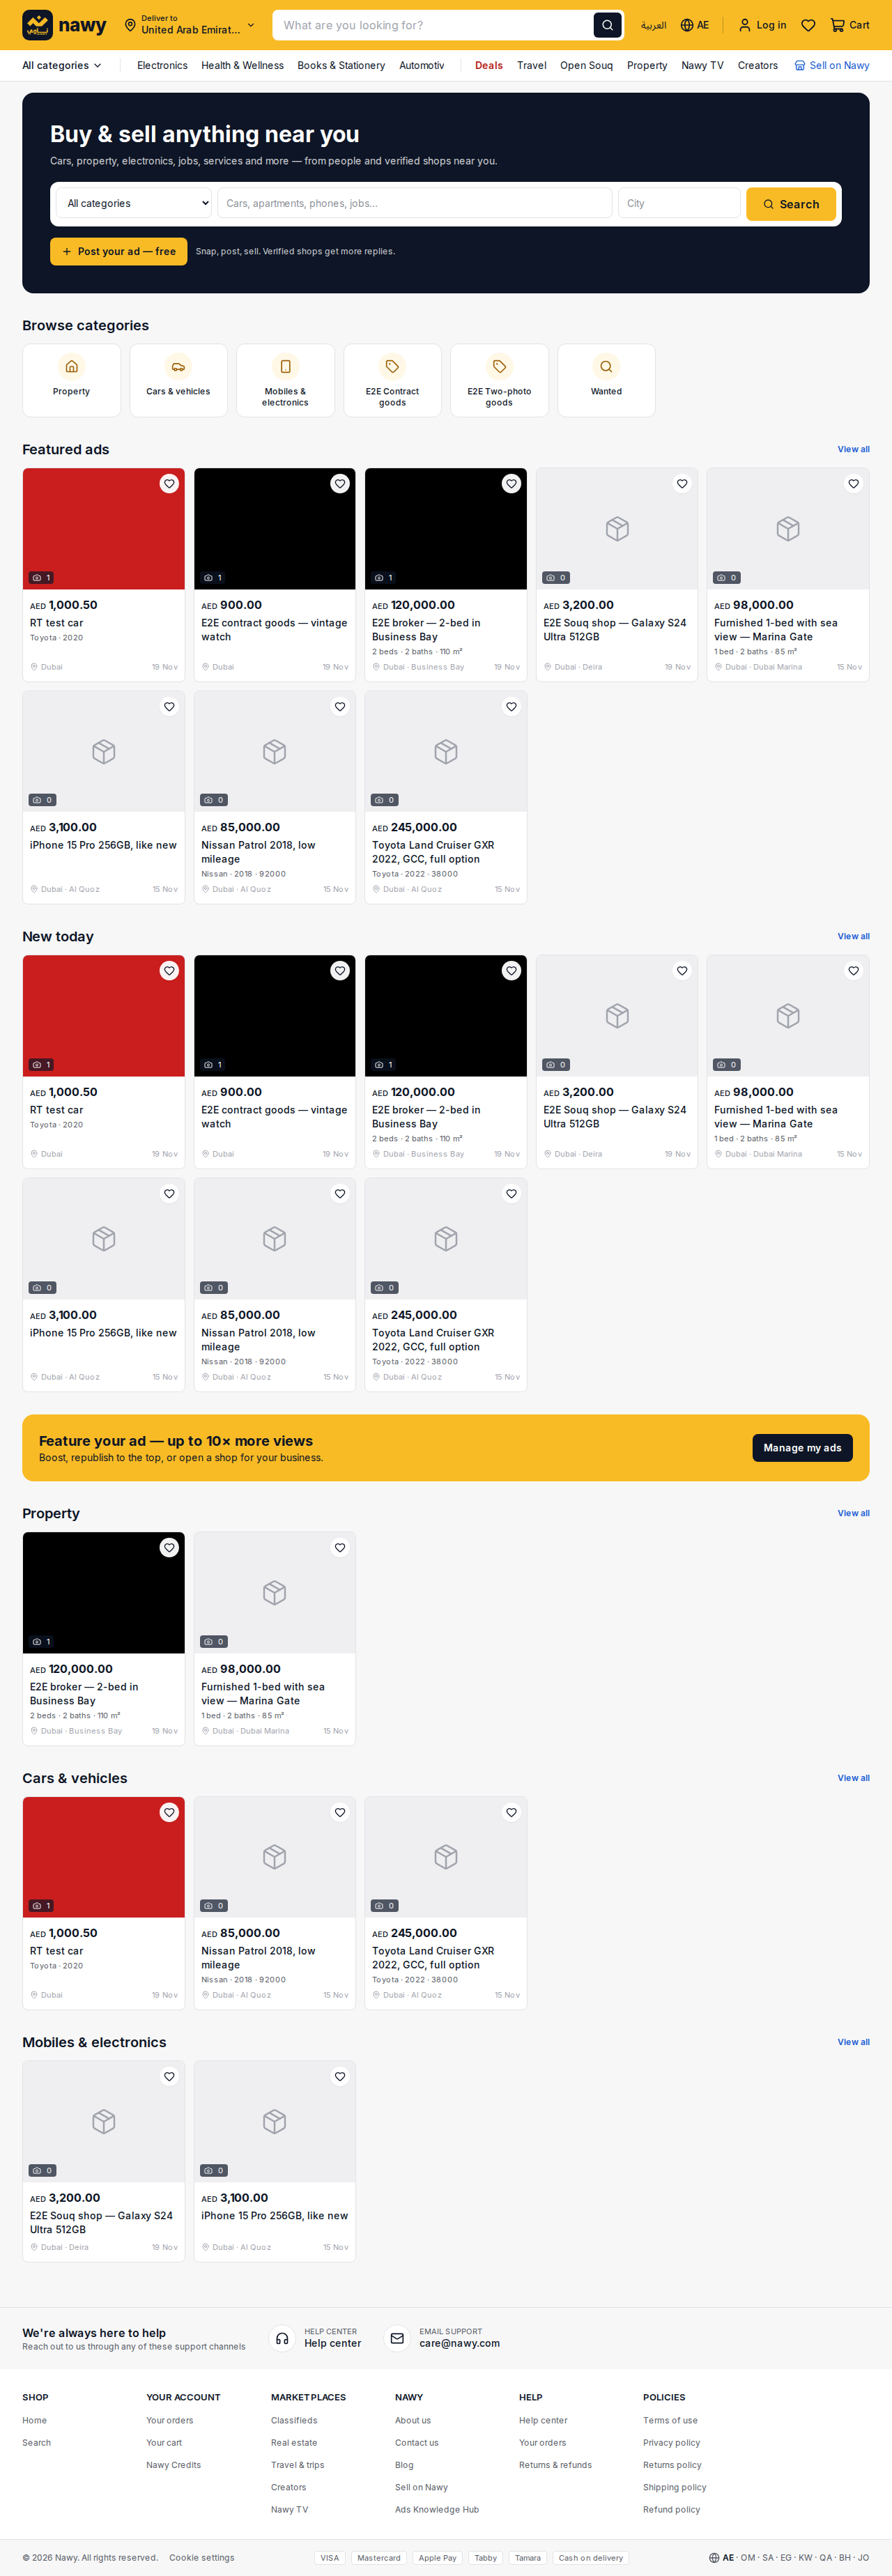 nawy
Deliver to
United Arab Emirat...
What are you looking for?
العربية
AE
Log in
Cart
All categories
Electronics
Health & Wellness
Books & Stationery
Automotiv
Deals
Travel
Open Souq
Property
Nawy TV
Creators
Sell on Nawy
Buy & sell anything near you
Cars, property, electronics, jobs, services and more — from people and verified shops near you.
All categories
Cars, apartments, phones, jobs...
City
Search
Post your ad — free
Snap, post, sell. Verified shops get more replies.
Browse categories
Property
Cars & vehicles
Mobiles &
electronics
E2E Contract
goods
E2E Two-photo
goods
Wanted
Featured ads
View all
1
AED 1,000.50
RT test car
Toyota · 2020
Dubai
19 Nov
1
AED 900.00
E2E contract goods — vintage
watch
Dubai
19 Nov
1
AED 120,000.00
E2E broker — 2-bed in
Business Bay
2 beds · 2 baths · 110 m²
Dubai · Business Bay
19 Nov
0
AED 3,200.00
E2E Souq shop — Galaxy S24
Ultra 512GB
Dubai · Deira
19 Nov
0
AED 98,000.00
Furnished 1-bed with sea
view — Marina Gate
1 bed · 2 baths · 85 m²
Dubai · Dubai Marina
15 Nov
0
AED 3,100.00
iPhone 15 Pro 256GB, like new
Dubai · Al Quoz
15 Nov
0
AED 85,000.00
Nissan Patrol 2018, low
mileage
Nissan · 2018 · 92000
Dubai · Al Quoz
15 Nov
0
AED 245,000.00
Toyota Land Cruiser GXR
2022, GCC, full option
Toyota · 2022 · 38000
Dubai · Al Quoz
15 Nov
New today
View all
1
AED 1,000.50
RT test car
Toyota · 2020
Dubai
19 Nov
1
AED 900.00
E2E contract goods — vintage
watch
Dubai
19 Nov
1
AED 120,000.00
E2E broker — 2-bed in
Business Bay
2 beds · 2 baths · 110 m²
Dubai · Business Bay
19 Nov
0
AED 3,200.00
E2E Souq shop — Galaxy S24
Ultra 512GB
Dubai · Deira
19 Nov
0
AED 98,000.00
Furnished 1-bed with sea
view — Marina Gate
1 bed · 2 baths · 85 m²
Dubai · Dubai Marina
15 Nov
0
AED 3,100.00
iPhone 15 Pro 256GB, like new
Dubai · Al Quoz
15 Nov
0
AED 85,000.00
Nissan Patrol 2018, low
mileage
Nissan · 2018 · 92000
Dubai · Al Quoz
15 Nov
0
AED 245,000.00
Toyota Land Cruiser GXR
2022, GCC, full option
Toyota · 2022 · 38000
Dubai · Al Quoz
15 Nov
Feature your ad — up to 10× more views
Boost, republish to the top, or open a shop for your business.
Manage my ads
Property
View all
1
AED 120,000.00
E2E broker — 2-bed in
Business Bay
2 beds · 2 baths · 110 m²
Dubai · Business Bay
19 Nov
0
AED 98,000.00
Furnished 1-bed with sea
view — Marina Gate
1 bed · 2 baths · 85 m²
Dubai · Dubai Marina
15 Nov
Cars & vehicles
View all
1
AED 1,000.50
RT test car
Toyota · 2020
Dubai
19 Nov
0
AED 85,000.00
Nissan Patrol 2018, low
mileage
Nissan · 2018 · 92000
Dubai · Al Quoz
15 Nov
0
AED 245,000.00
Toyota Land Cruiser GXR
2022, GCC, full option
Toyota · 2022 · 38000
Dubai · Al Quoz
15 Nov
Mobiles & electronics
View all
0
AED 3,200.00
E2E Souq shop — Galaxy S24
Ultra 512GB
Dubai · Deira
19 Nov
0
AED 3,100.00
iPhone 15 Pro 256GB, like new
Dubai · Al Quoz
15 Nov
We're always here to help
Reach out to us through any of these support channels
HELP CENTER
Help center
EMAIL SUPPORT
care@nawy.com
SHOP
Home
Search
YOUR ACCOUNT
Your orders
Your cart
Nawy Credits
MARKETPLACES
Classifieds
Real estate
Travel & trips
Creators
Nawy TV
NAWY
About us
Contact us
Blog
Sell on Nawy
Ads Knowledge Hub
HELP
Help center
Your orders
Returns & refunds
POLICIES
Terms of use
Privacy policy
Returns policy
Shipping policy
Refund policy
© 2026 Nawy. All rights reserved.
Cookie settings
VISA
Mastercard
Apple Pay
Tabby
Tamara
Cash on delivery
AE · OM · SA · EG · KW · QA · BH · JO